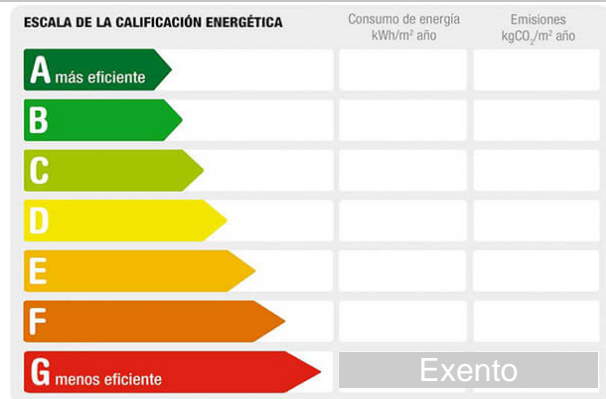 ESCALA DE LA CALIFICACIÓN ENERGÉTICA
Consumo de energía
kWh/m² año
Emisiones
kgCO₂/m² año
A más eficiente
B
C
D
E
F
G menos eficiente
Exento